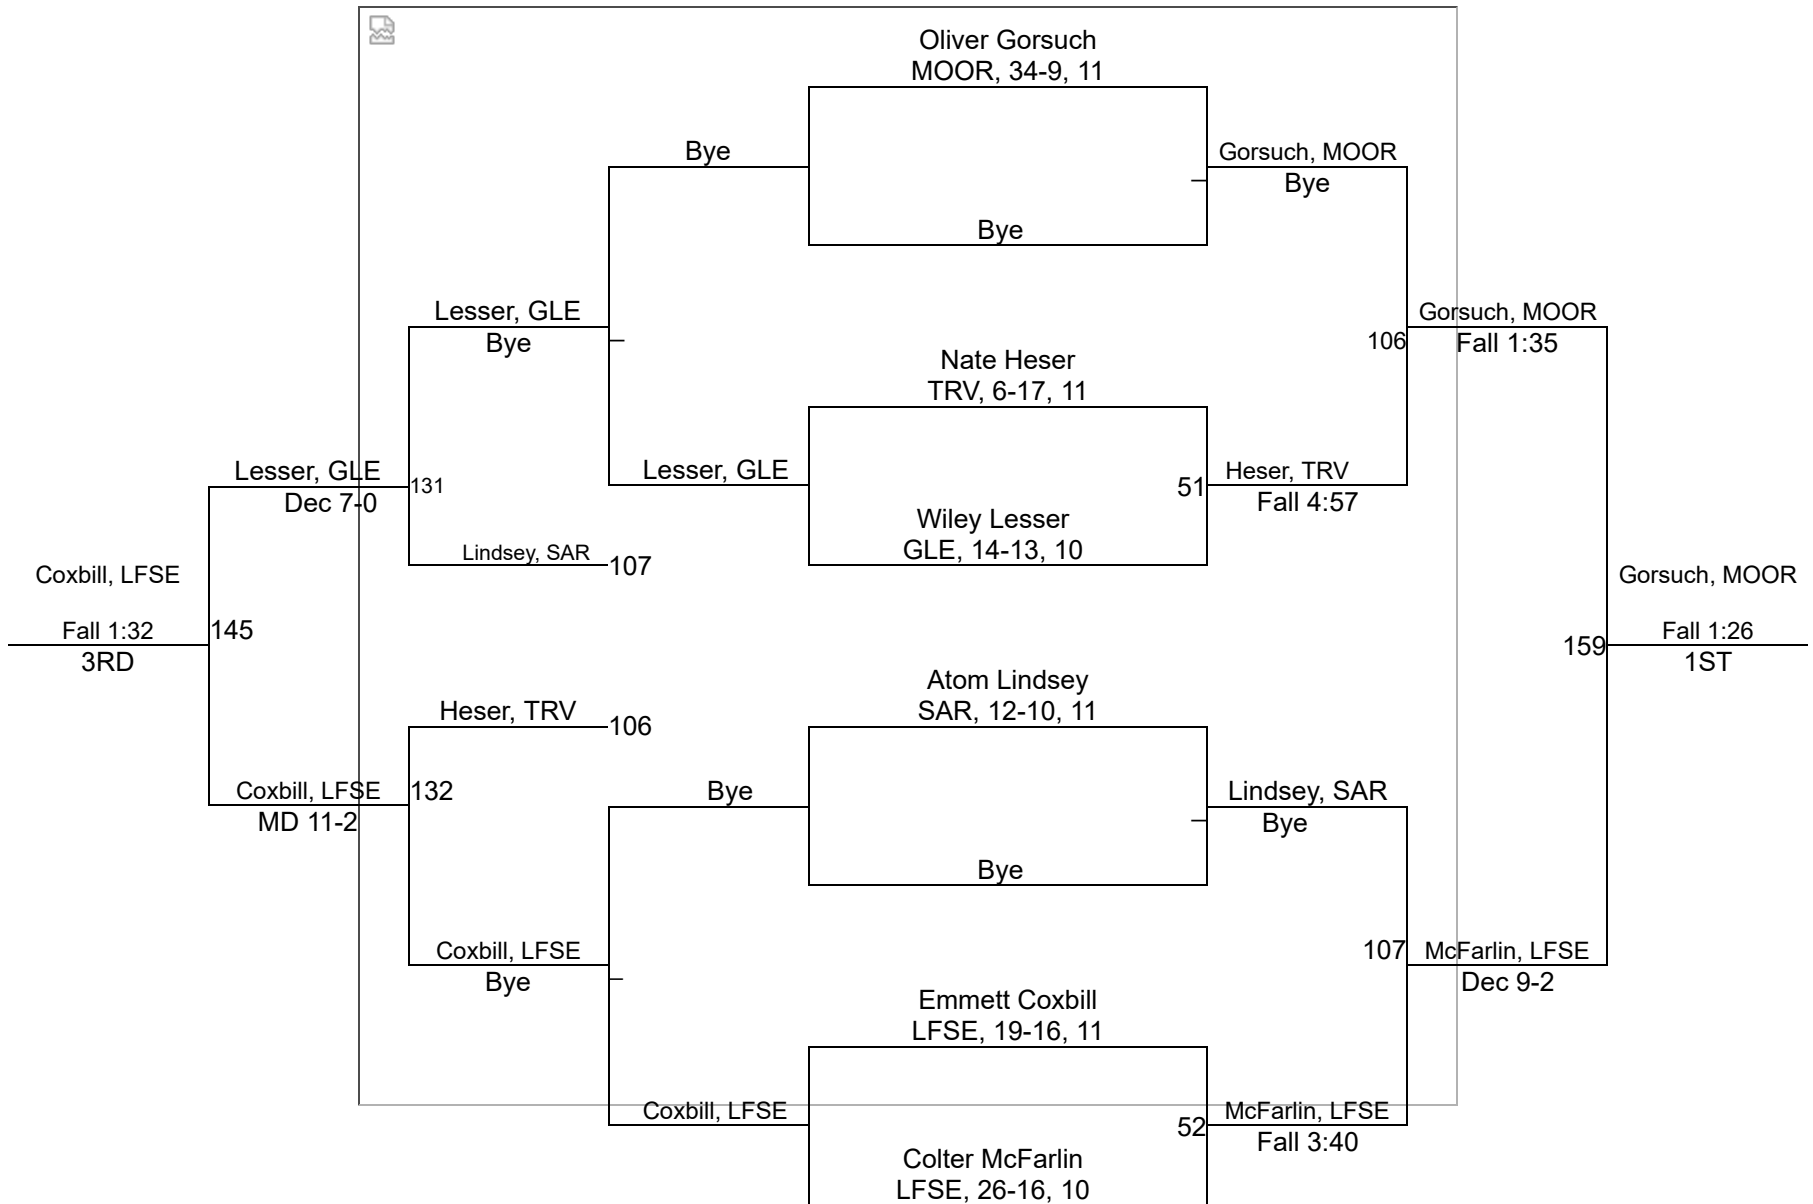 Oliver Gorsuch
MOOR, 34-9, 11
Bye
Gorsuch, MOOR
Bye
Bye
Lesser, GLE
Bye
Gorsuch, MOOR
106
Fall 1:35
Nate Heser
TRV, 6-17, 11
Lesser, GLE
131
Dec 7-0
Lesser, GLE
51
Heser, TRV
Fall 4:57
Wiley Lesser
GLE, 14-13, 10
Lindsey, SAR
107
Coxbill, LFSE
Gorsuch, MOOR
Fall 1:32
145
3RD
159
Fall 1:26
1ST
Atom Lindsey
SAR, 12-10, 11
Heser, TRV
106
Coxbill, LFSE
132
MD 11-2
Bye
Lindsey, SAR
Bye
Bye
Coxbill, LFSE
Bye
107
McFarlin, LFSE
Dec 9-2
Emmett Coxbill
LFSE, 19-16, 11
Coxbill, LFSE
52
McFarlin, LFSE
Fall 3:40
Colter McFarlin
LFSE, 26-16, 10